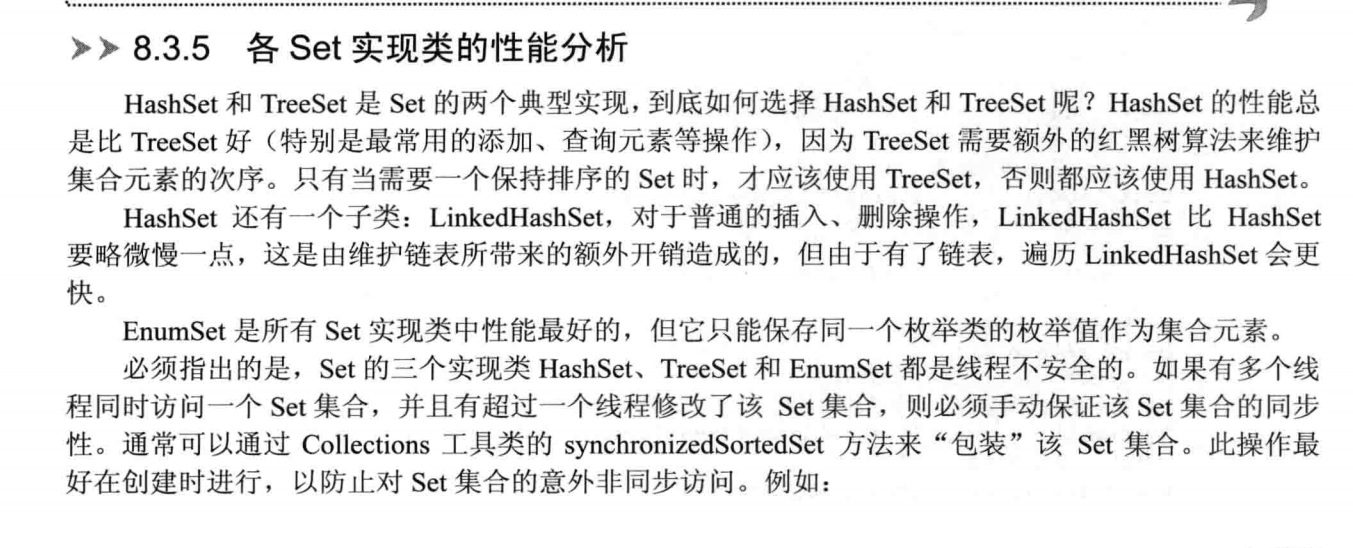 8.3.5 各 Set 实现类的性能分析
HashSet 和 TreeSet 是 Set 的两个典型实现，到底如何选择 HashSet 和 TreeSet 呢？HashSet 的性能总
是比 TreeSet 好（特别是最常用的添加、查询元素等操作），因为 TreeSet 需要额外的红黑树算法来维护
集合元素的次序。只有当需要一个保持排序的 Set 时，才应该使用 TreeSet，否则都应该使用 HashSet。
HashSet 还有一个子类：LinkedHashSet，对于普通的插入、删除操作，LinkedHashSet 比 HashSet
要略微慢一点，这是由维护链表所带来的额外开销造成的，但由于有了链表，遍历 LinkedHashSet 会更
快。
EnumSet 是所有 Set 实现类中性能最好的，但它只能保存同一个枚举类的枚举值作为集合元素。
必须指出的是，Set 的三个实现类 HashSet、TreeSet 和 EnumSet 都是线程不安全的。如果有多个线
程同时访问一个 Set 集合，并且有超过一个线程修改了该 Set 集合，则必须手动保证该 Set 集合的同步
性。通常可以通过 Collections 工具类的 synchronizedSortedSet 方法来“包装”该 Set 集合。此操作最
好在创建时进行，以防止对 Set 集合的意外非同步访问。例如：